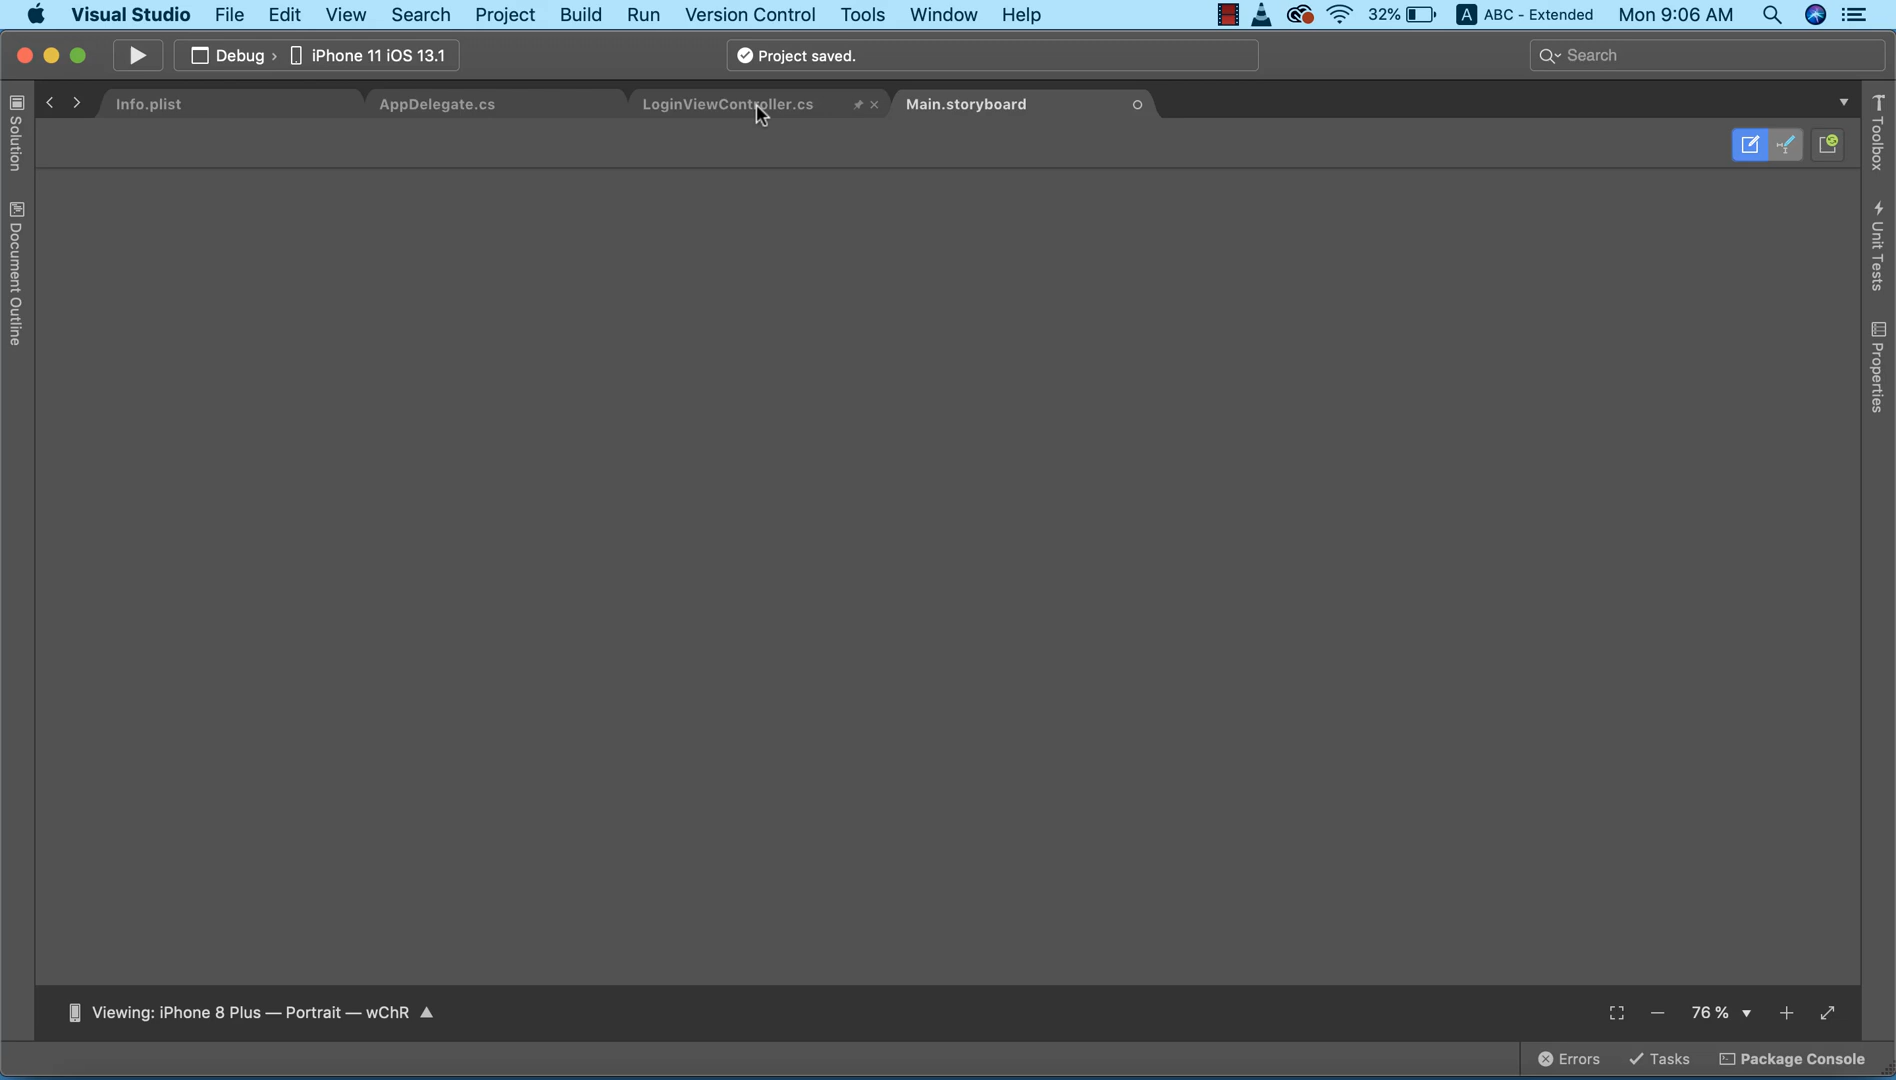 Visual Studio File Edit View Search Project Build Run Version Control Tools Window Help 32% A ABC - Extended Mon 9:06 AM
Debug › iPhone 11 iOS 13.1 Project saved. Search
Info.plist AppDelegate.cs LoginViewController.cs Main.storyboard
Solution
Document Outline
Toolbox
Unit Tests
Properties
Viewing: iPhone 8 Plus — Portrait — wChR 76 %
Errors Tasks Package Console